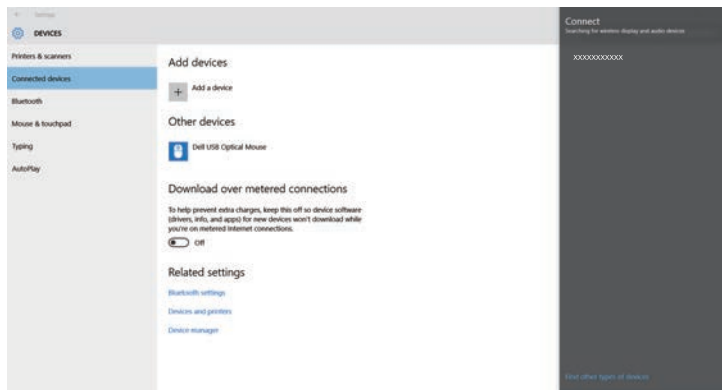 Settings
DEVICES
Printers & scanners
Connected devices
Bluetooth
Mouse & touchpad
Typing
AutoPlay
Add devices
Add a device
Other devices
Dell USB Optical Mouse
Download over metered connections
To help prevent extra charges, keep this off so device software
(drivers, info, and apps) for new devices won't download while
you're on metered Internet connections.
Off
Related settings
Bluetooth settings
Devices and printers
Device manager
Connect
Searching for wireless display and audio devices
xxxxxxxxxxx
Find other types of devices